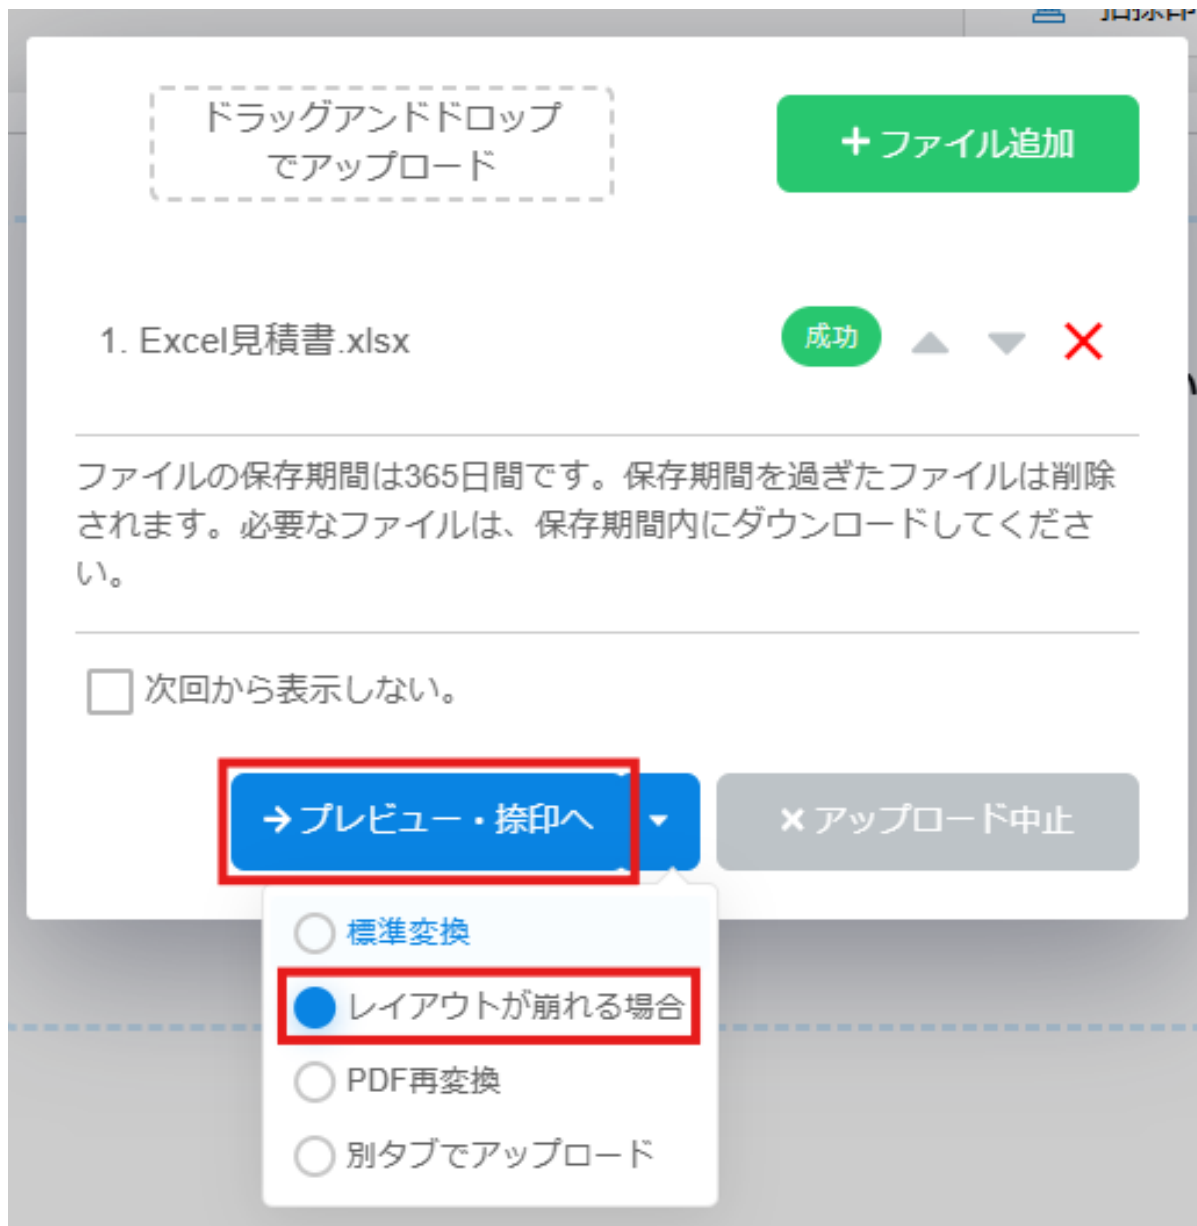 ドラッグアンドドロップ
でアップロード
+ファイル追加
1. Excel見積書.xlsx
成功
ファイルの保存期間は365日間です。保存期間を過ぎたファイルは削除
されます。必要なファイルは、保存期間内にダウンロードしてくださ
い。
次回から表示しない。
→プレビュー・捺印へ
×アップロード中止
標準変換
レイアウトが崩れる場合
PDF再変換
別タブでアップロード